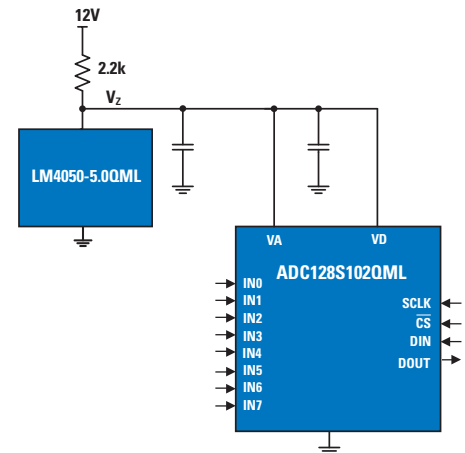 12V
2.2k
VZ
LM4050-5.0QML
VA
VD
ADC128S102QML
IN0
IN1
IN2
IN3
IN4
IN5
IN6
IN7
SCLK
CS
DIN
DOUT